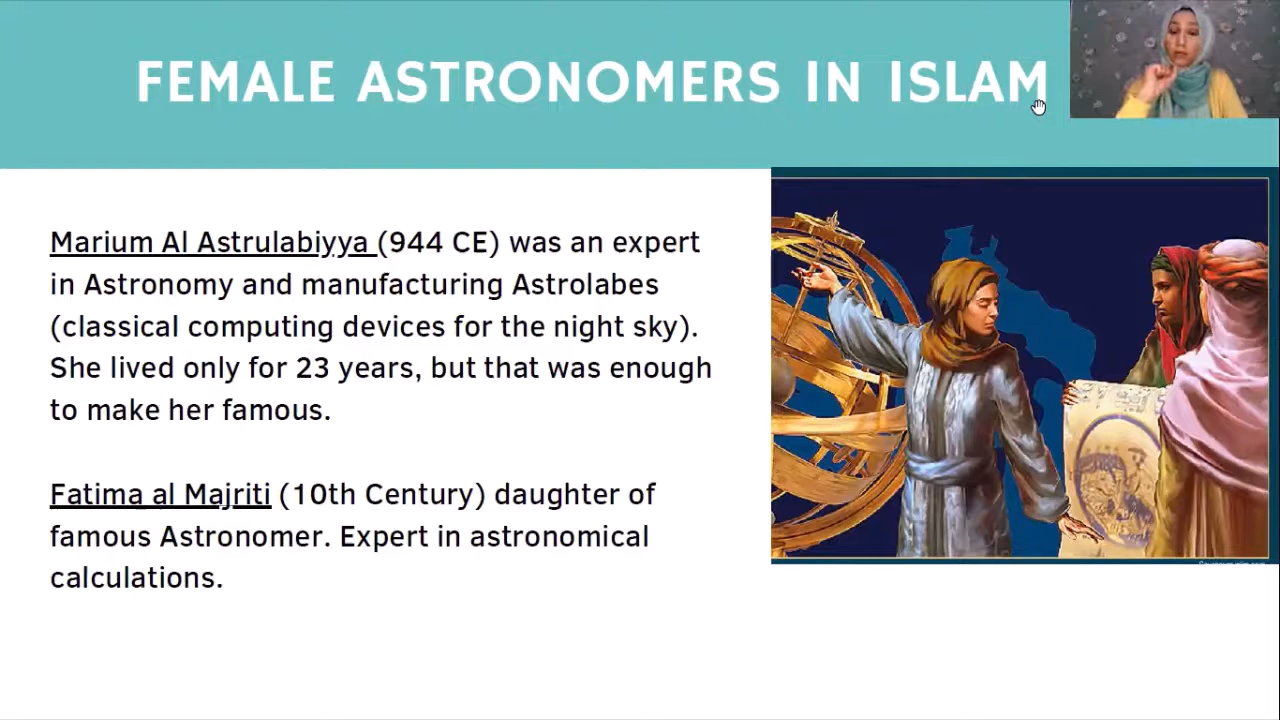 FEMALE ASTRONOMERS IN ISLAM
Marium Al Astrulabiyya (944 CE) was an expert
in Astronomy and manufacturing Astrolabes
(classical computing devices for the night sky).
She lived only for 23 years, but that was enough
to make her famous.
Fatima al Majriti (10th Century) daughter of
famous Astronomer. Expert in astronomical
calculations.